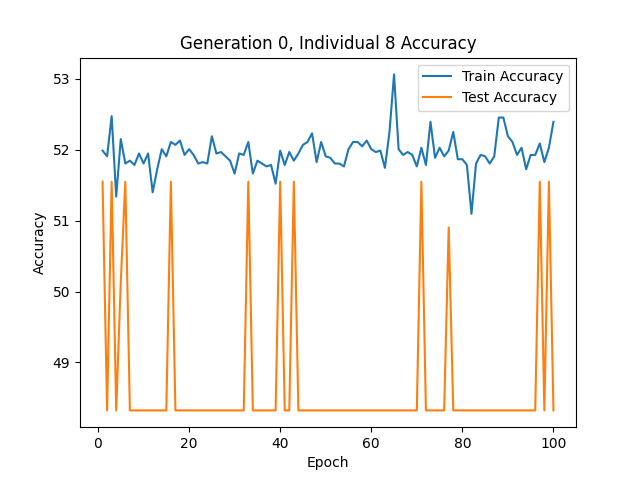 Generation 0, Individual 8 Accuracy
Train Accuracy
Test Accuracy
53
52
51
50
49
Accuracy
0 20 40 60 80 100
Epoch